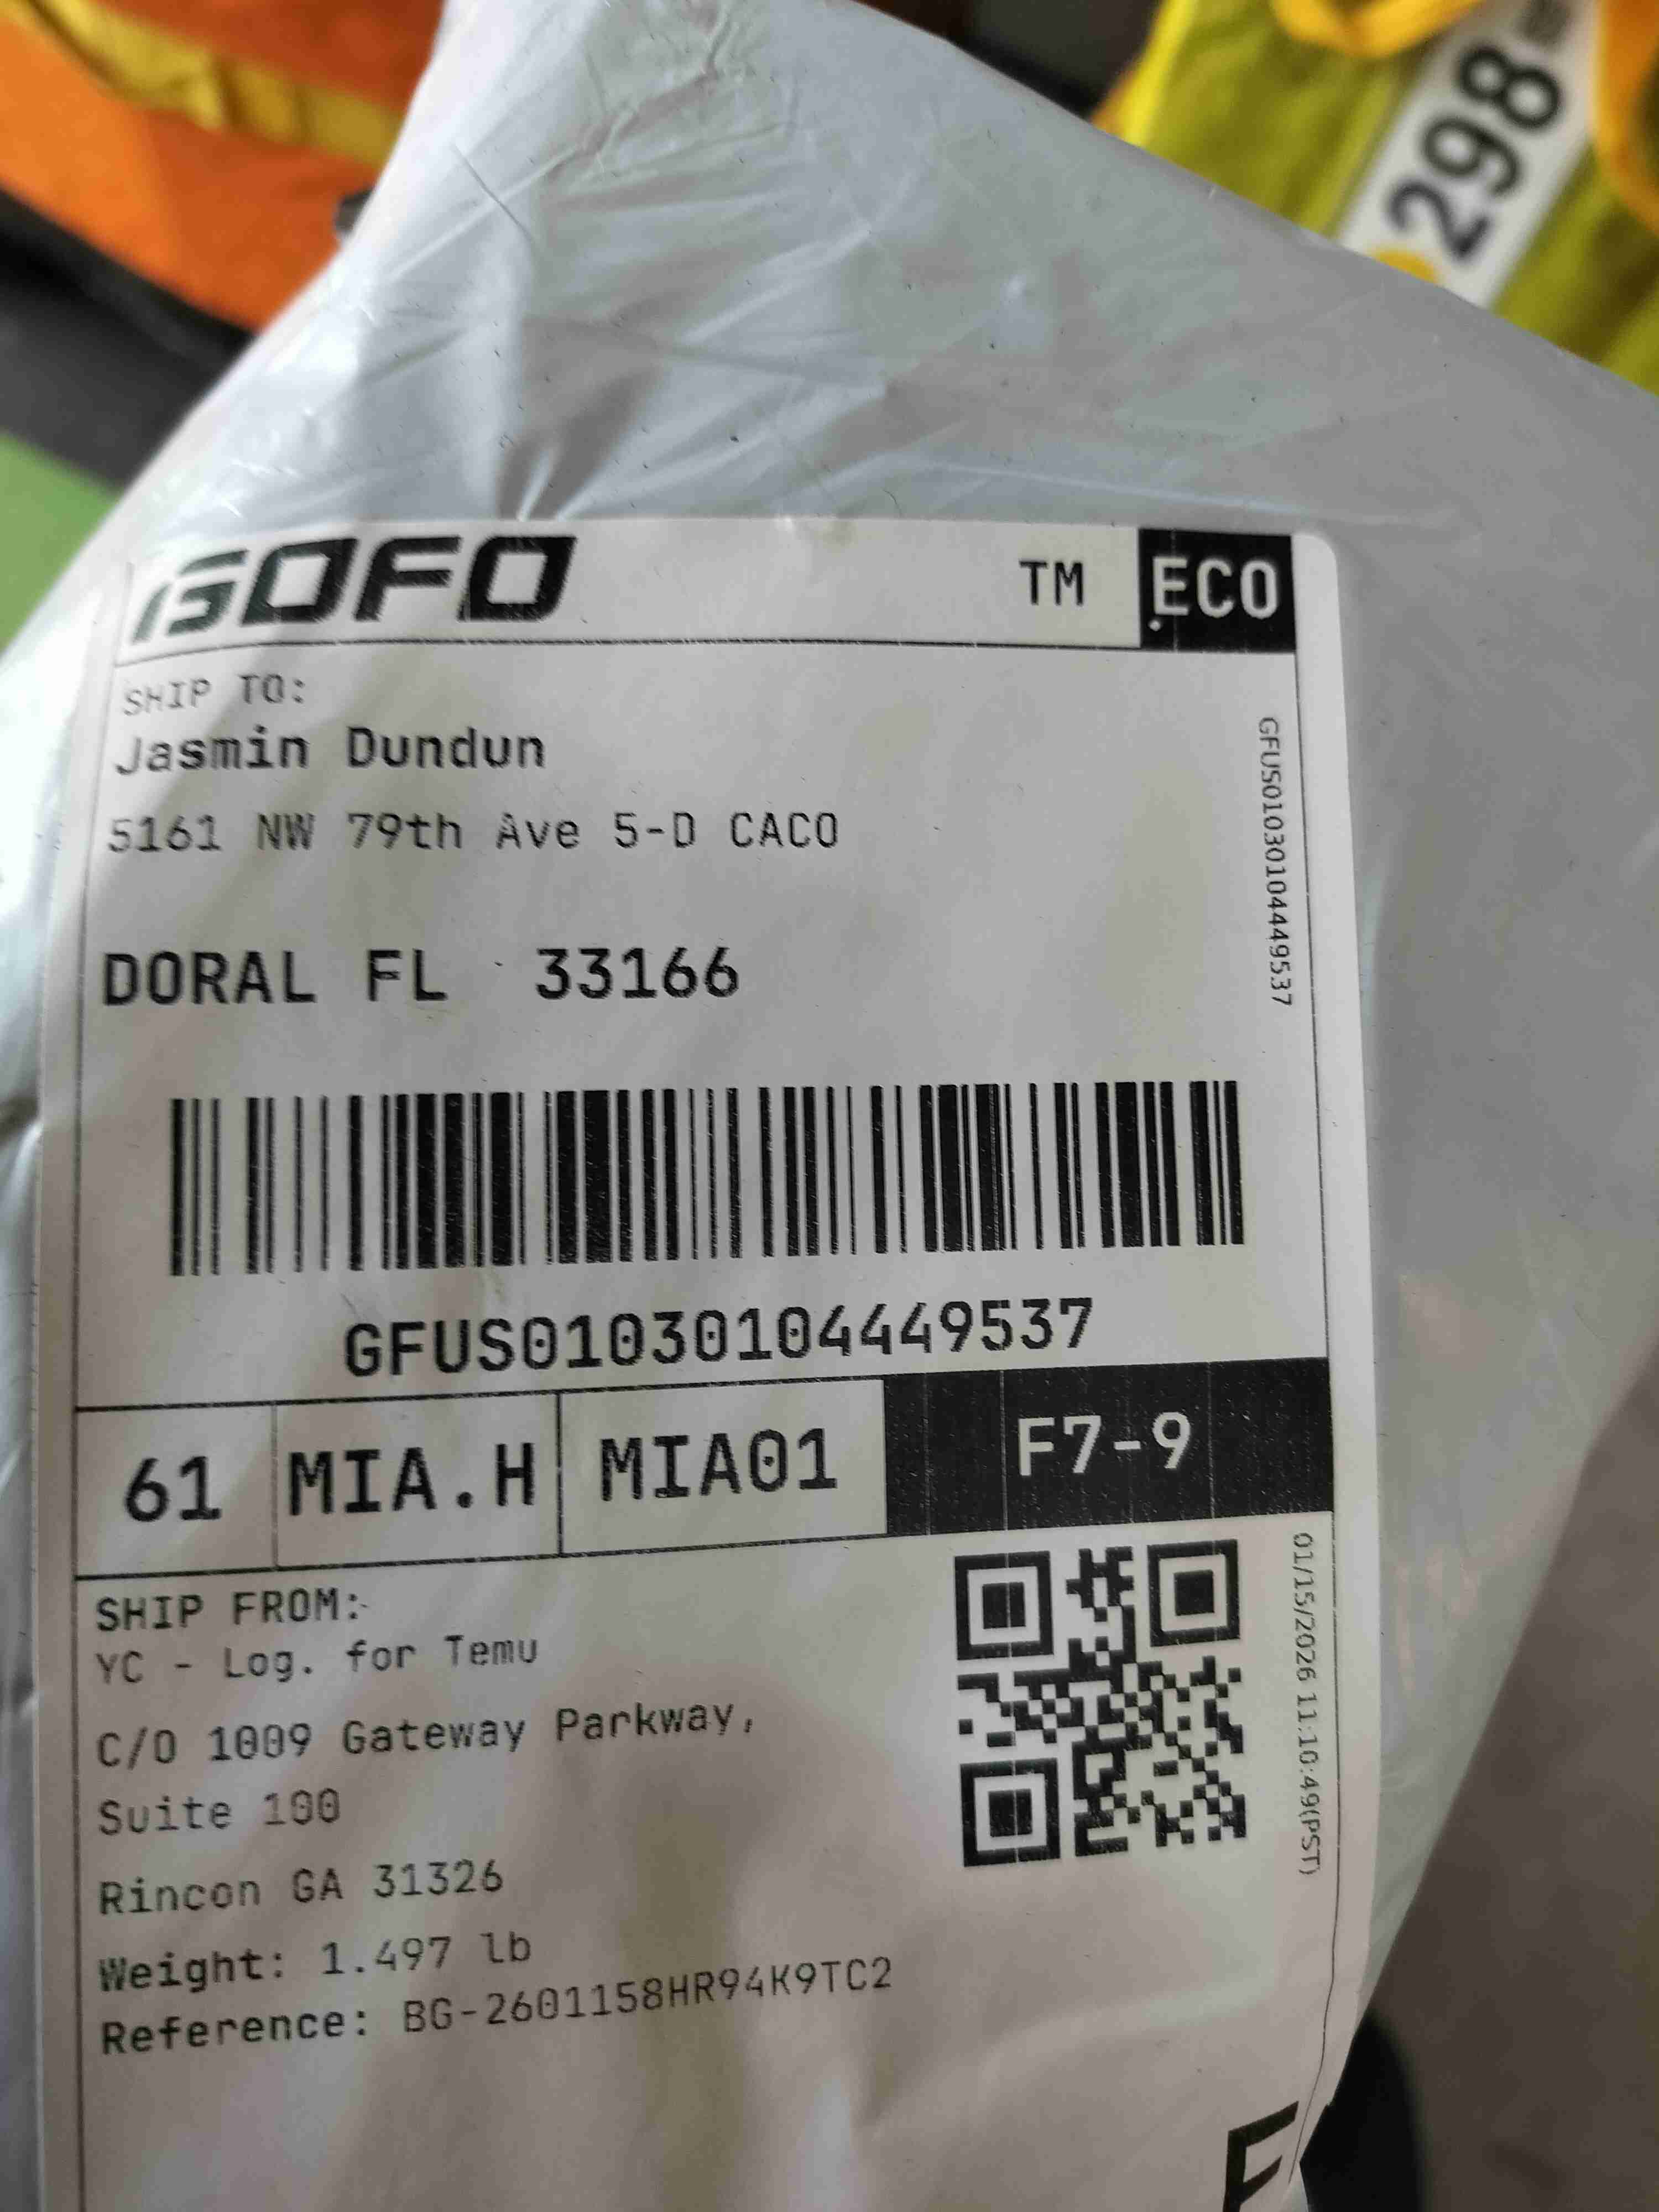 298
GOFO
TM ECO
SHIP TO:
Jasmin Dundun
5161 NW 79th Ave 5-D CACO
DORAL FL 33166
GFUS01030104449537
GFUS01030104449537
61 MIA.H MIA01 F7-9
SHIP FROM:
YC - Log. for Temu
C/O 1009 Gateway Parkway,
Suite 100
Rincon GA 31326
Weight: 1.497 lb
Reference: BG-2601158HR94K9TC2
01/15/2026 11:10:49(PST)